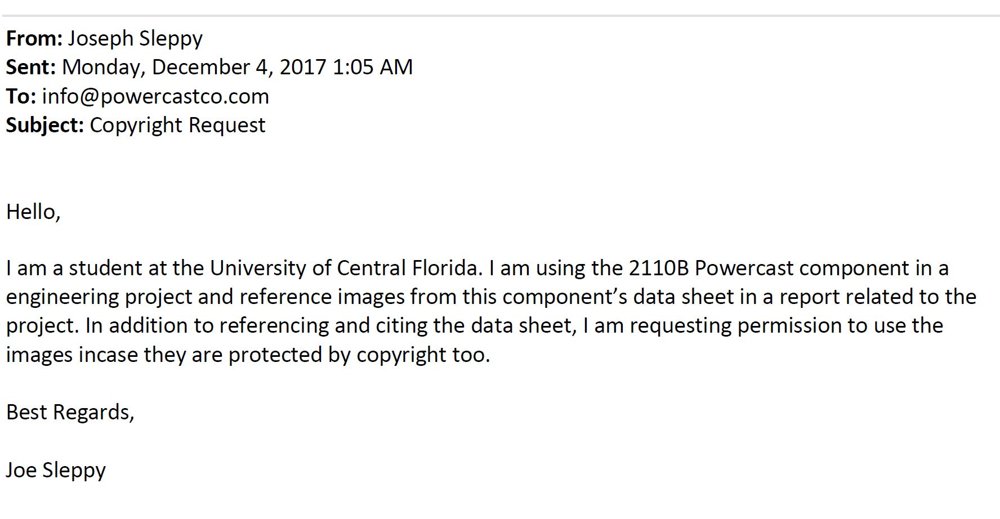 From: Joseph Sleppy
Sent: Monday, December 4, 2017 1:05 AM
To: info@powercastco.com
Subject: Copyright Request
Hello,
I am a student at the University of Central Florida. I am using the 2110B Powercast component in a
engineering project and reference images from this component’s data sheet in a report related to the
project. In addition to referencing and citing the data sheet, I am requesting permission to use the
images incase they are protected by copyright too.
Best Regards,
Joe Sleppy